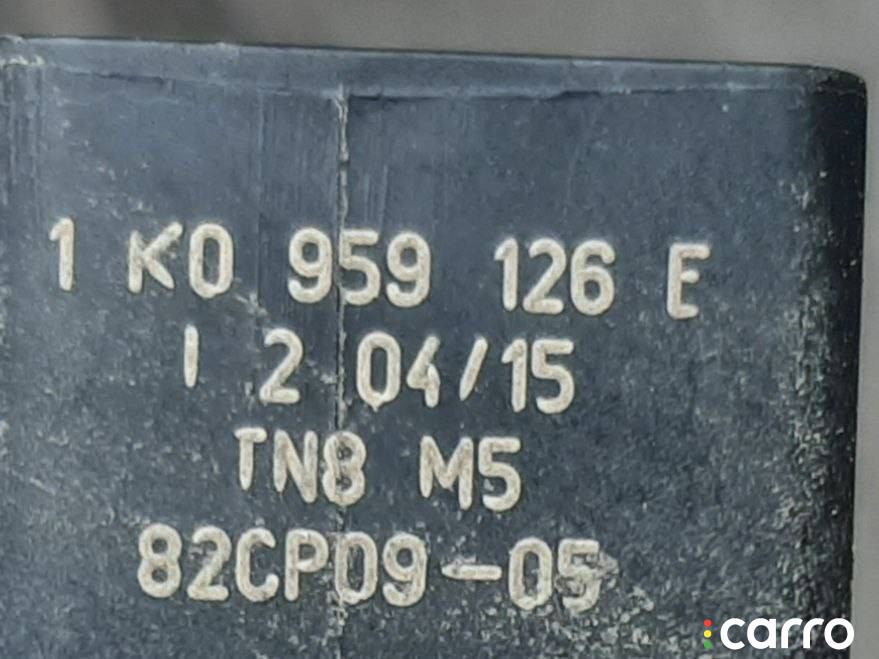 1 K0 959 126 E
I 2 04/15
TN8 M5
82CP09-05
carro